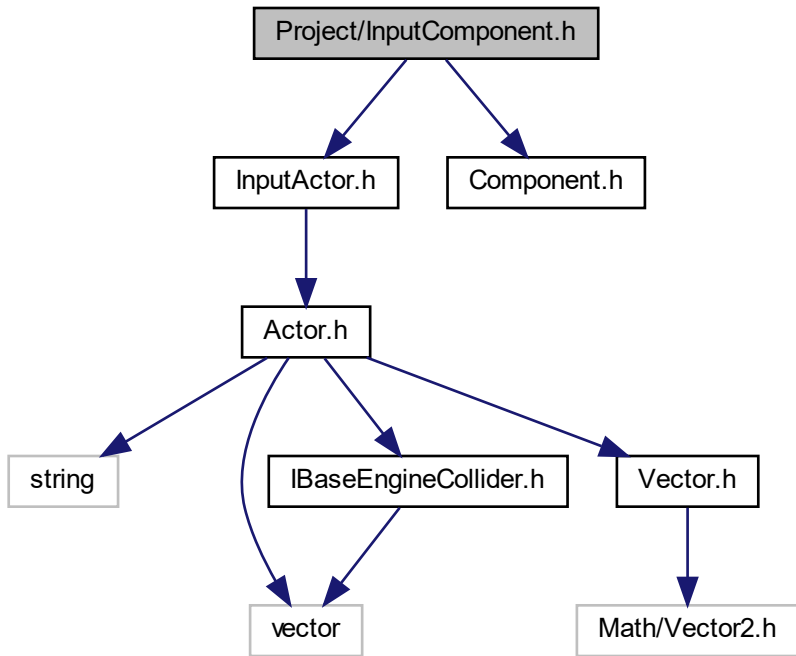 Project/InputComponent.h
InputActor.h
Component.h
Actor.h
string
IBaseEngineCollider.h
Vector.h
vector
Math/Vector2.h